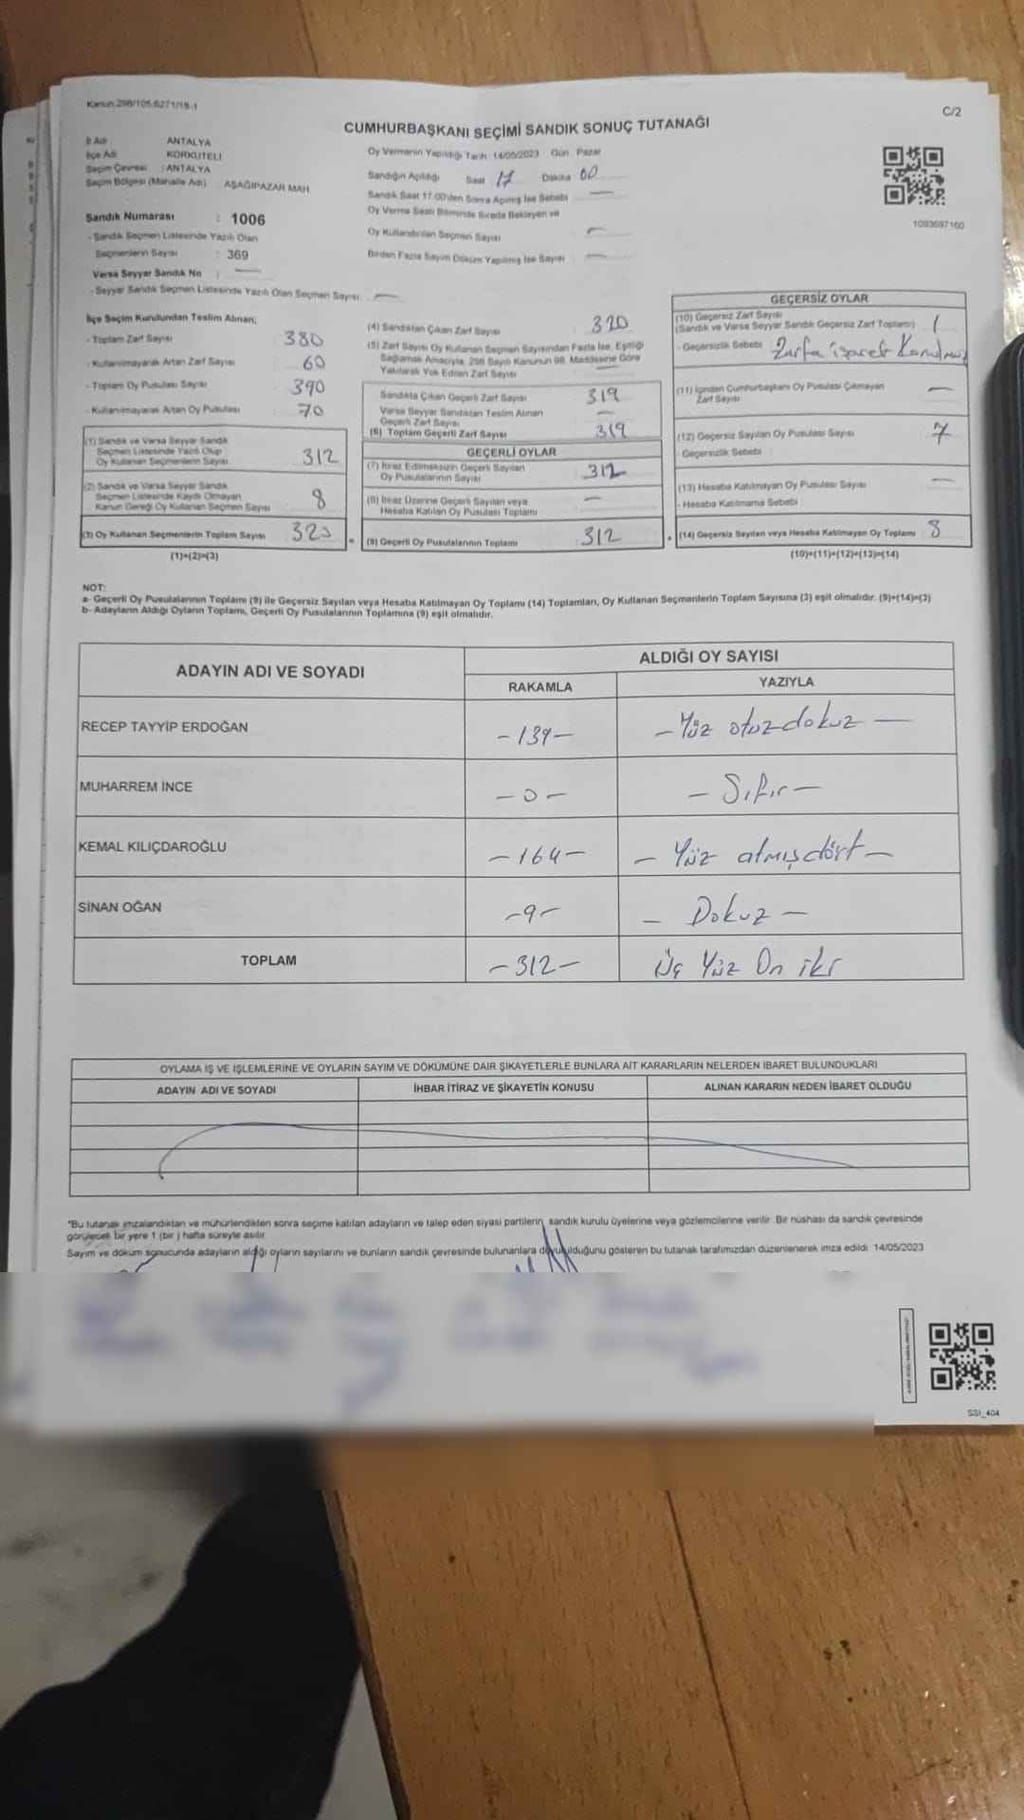 Kanun:298/105;6271/19-1
C/2
CUMHURBAŞKANI SEÇİMİ SANDIK SONUÇ TUTANAĞI
İl Adı ANTALYA
İlçe Adı KORKUTELİ
Seçim Çevresi : ANTALYA
Seçim Bölgesi (Mahalle Adı) : AŞAĞIPAZAR MAH.
Sandık Numarası : 1006
- Sandık Seçmen Listesinde Yazılı Olan
Seçmenlerin Sayısı : 369
Varsa Seyyar Sandık No : —
- Seyyar Sandık Seçmen Listesinde Yazılı Olan Seçmen Sayısı: —
Oy Vermenin Yapıldığı Tarih: 14/05/2023 Gün: Pazar
Sandığın Açıldığı Saat 17 Dakika 00
Sandık Saat 17.00'den Sonra Açılmış İse Sebebi —
Oy Verme Saati Bitiminde Sırada Bekleyen ve
Oy Kullandırılan Seçmen Sayısı —
Birden Fazla Sayım Döküm Yapılmış İse Sayısı —
1093697160
İlçe Seçim Kurulundan Teslim Alınan;
- Toplam Zarf Sayısı 380
- Kullanılmayarak Artan Zarf Sayısı 60
- Toplam Oy Pusulası Sayısı 390
- Kullanılmayarak Artan Oy Pusulası 70
(1) Sandık ve Varsa Seyyar Sandık
Seçmen Listesinde Yazılı Olup
Oy Kullanan Seçmenlerin Sayısı 312
(2) Sandık ve Varsa Seyyar Sandık
Seçmen Listesinde Kaydı Olmayan
Kanun Gereği Oy Kullanan Seçmen Sayısı 8
(3) Oy Kullanan Seçmenlerin Toplam Sayısı 320
(1)+(2)=(3)
(4) Sandıktan Çıkan Zarf Sayısı 320
(5) Zarf Sayısı Oy Kullanan Seçmen Sayısından Fazla İse, Eşitliği
Sağlamak Amacıyla, 298 Sayılı Kanunun 98. Maddesine Göre
Yakılarak Yok Edilen Zarf Sayısı —
Sandıkta Çıkan Geçerli Zarf Sayısı 319
Varsa Seyyar Sandıktan Teslim Alınan
Geçerli Zarf Sayısı —
(6) Toplam Geçerli Zarf Sayısı 319
GEÇERLİ OYLAR
(7) İtiraz Edilmeksizin Geçerli Sayılan
Oy Pusulalarının Sayısı 312
(8) İtiraz Üzerine Geçerli Sayılan veya
Hesaba Katılan Oy Pusulası Toplamı —
(9) Geçerli Oy Pusulalarının Toplamı 312
GEÇERSİZ OYLAR
(10) Geçersiz Zarf Sayısı
(Sandık ve Varsa Seyyar Sandık Geçersiz Zarf Toplamı) 1
- Geçersizlik Sebebi: Zarfa işaret Konulmuş
(11) İçinden Cumhurbaşkanı Oy Pusulası Çıkmayan
Zarf Sayısı —
(12) Geçersiz Sayılan Oy Pusulası Sayısı 7
- Geçersizlik Sebebi :
(13) Hesaba Katılmayan Oy Pusulası Sayısı —
- Hesaba Katılmama Sebebi
(14) Geçersiz Sayılan veya Hesaba Katılmayan Oy Toplamı 8
(10)+(11)+(12)+(13)=(14)
NOT:
a- Geçerli Oy Pusulalarının Toplamı (9) ile Geçersiz Sayılan veya Hesaba Katılmayan Oy Toplamı (14) Toplamları, Oy Kullanan Seçmenlerin Toplam Sayısına (3) eşit olmalıdır. (9)+(14)=(3)
b- Adayların Aldığı Oyların Toplamı, Geçerli Oy Pusulalarının Toplamına (9) eşit olmalıdır.
ADAYIN ADI VE SOYADI
ALDIĞI OY SAYISI
RAKAMLA YAZIYLA
RECEP TAYYİP ERDOĞAN -139- - Yüz otuzdokuz -
MUHARREM İNCE -0- - Sıfır -
KEMAL KILIÇDAROĞLU -164- - Yüz atmışdört -
SİNAN OĞAN -9- - Dokuz -
TOPLAM -312- Üç Yüz On iki
OYLAMA İŞ VE İŞLEMLERİNE VE OYLARIN SAYIM VE DÖKÜMÜNE DAİR ŞİKAYETLERLE BUNLARA AİT KARARLARIN NELERDEN İBARET BULUNDUKLARI
ADAYIN ADI VE SOYADI İHBAR İTİRAZ VE ŞİKAYETİN KONUSU ALINAN KARARIN NEDEN İBARET OLDUĞU
*Bu tutanak imzalandıktan ve mühürlendikten sonra seçime katılan adayların ve talep eden siyasi partilerin, sandık kurulu üyelerine veya gözlemcilerine verilir. Bir nüshası da sandık çevresinde
görülecek bir yere 1 (bir) hafta süreyle asılır.
Sayım ve döküm sonucunda adayların aldığı oyların sayılarını ve bunların sandık çevresinde bulunanlara duyurulduğunu gösteren bu tutanak tarafımızdan düzenlenerek imza edildi. 14/05/2023
SSI_404